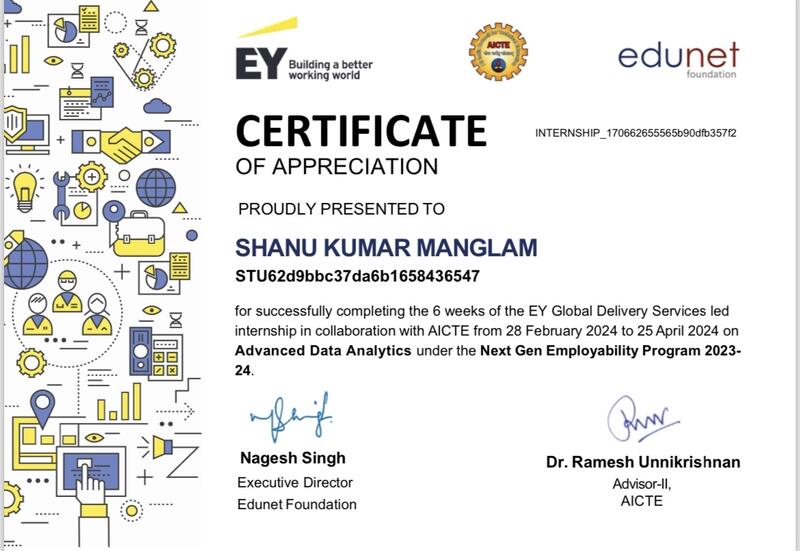 EY
Building a better
working world
AICTE
edunet
foundation
CERTIFICATE
OF APPRECIATION
INTERNSHIP_170662655565b90dfb357f2
PROUDLY PRESENTED TO
SHANU KUMAR MANGLAM
STU62d9bbc37da6b1658436547
for successfully completing the 6 weeks of the EY Global Delivery Services led
internship in collaboration with AICTE from 28 February 2024 to 25 April 2024 on
Advanced Data Analytics under the Next Gen Employability Program 2023-
24.
Nagesh Singh
Executive Director
Edunet Foundation
Dr. Ramesh Unnikrishnan
Advisor-II,
AICTE